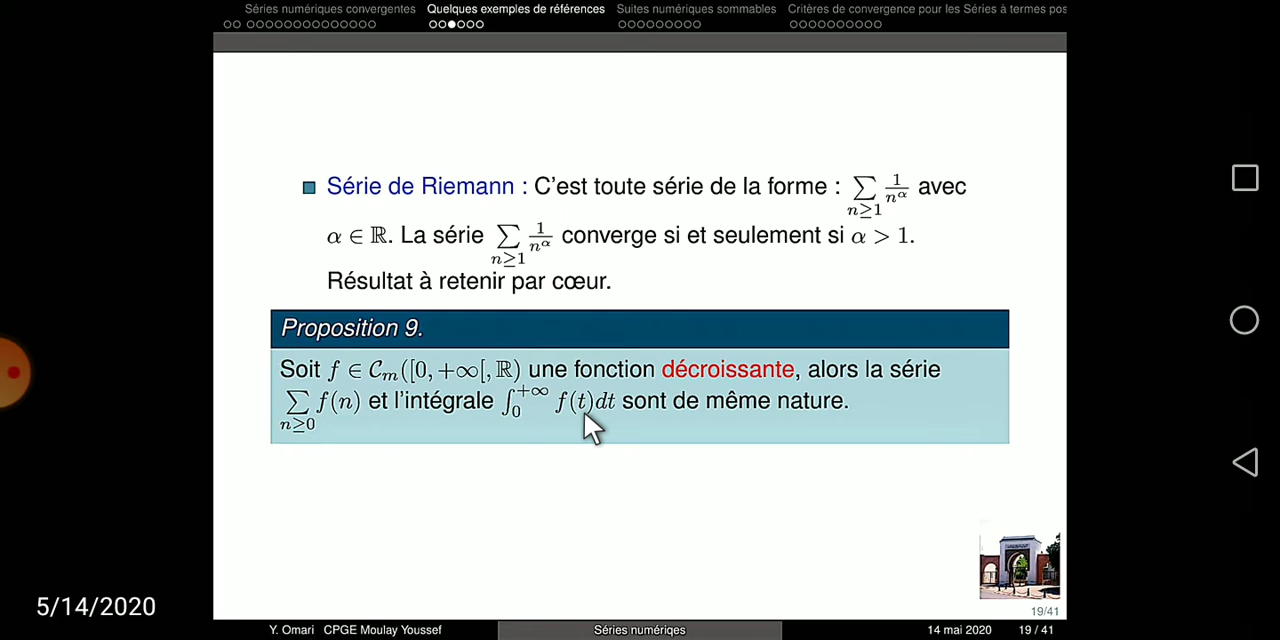 Séries numériques convergentes Quelques exemples de références Suites numériques sommables Critères de convergence pour les Séries à termes pos
Série de Riemann : C'est toute série de la forme : ∑_{n≥1} 1/n^α avec
α ∈ ℝ. La série ∑_{n≥1} 1/n^α converge si et seulement si α > 1.
Résultat à retenir par cœur.
Proposition 9.
Soit f ∈ 𝒞_m([0, +∞[, ℝ) une fonction décroissante, alors la série
∑_{n≥0} f(n) et l'intégrale ∫_0^{+∞} f(t)dt sont de même nature.
5/14/2020
19/41
Y. Omari CPGE Moulay Youssef Séries numériqes 14 mai 2020 19 / 41